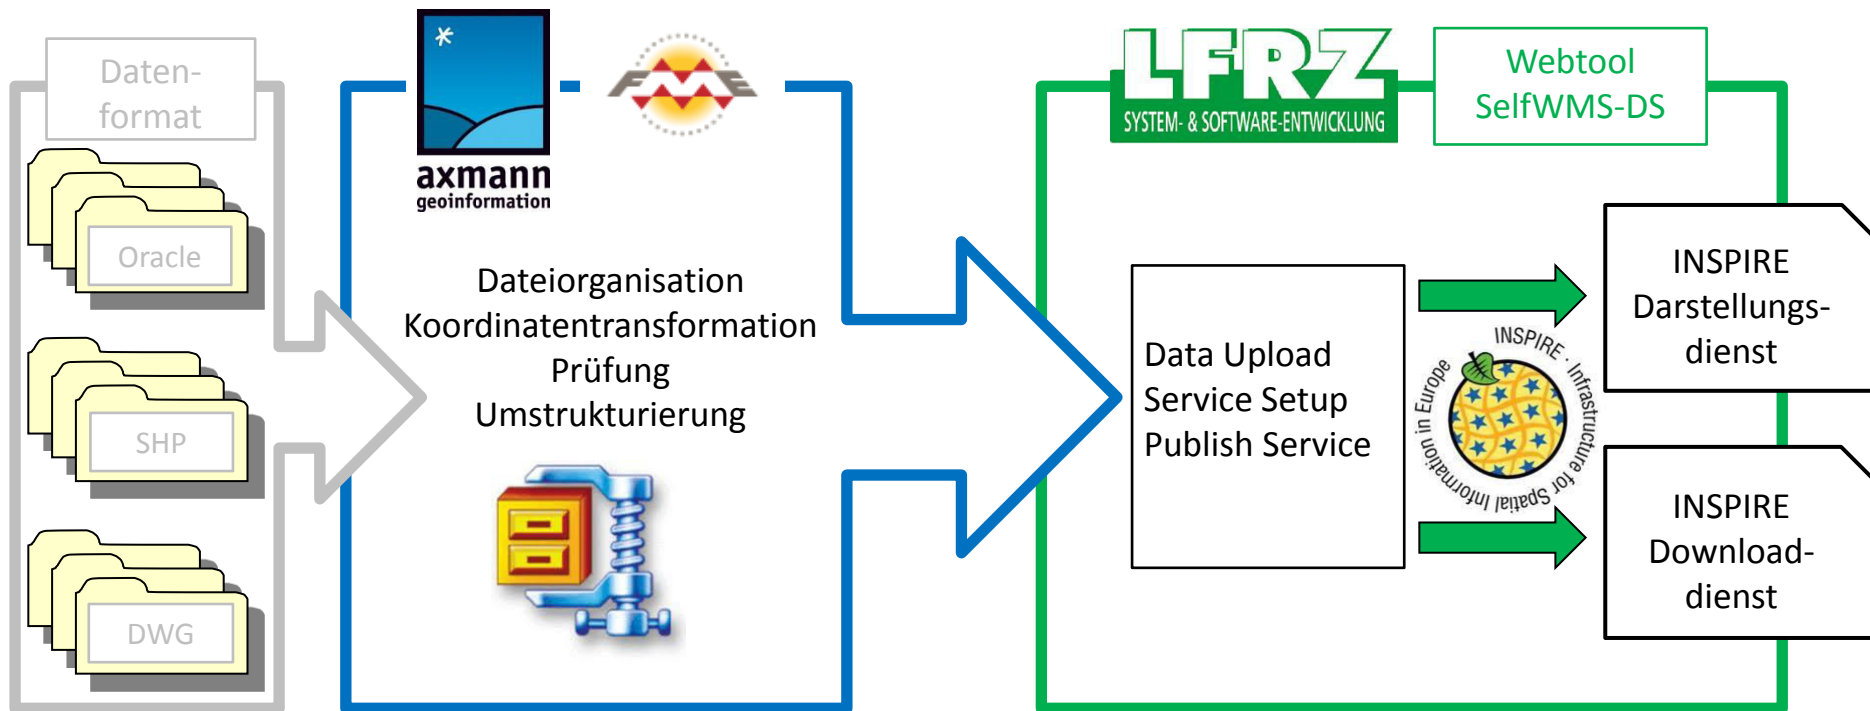 Daten-
format
Oracle
SHP
DWG
axmann
geoinformation
FME
Dateiorganisation
Koordinatentransformation
Prüfung
Umstrukturierung
LFRZ
SYSTEM- & SOFTWARE-ENTWICKLUNG
Webtool
SelfWMS-DS
Data Upload
Service Setup
Publish Service
INSPIRE · Infrastructure for Spatial Information in Europe
INSPIRE
Darstellungs-
dienst
INSPIRE
Download-
dienst